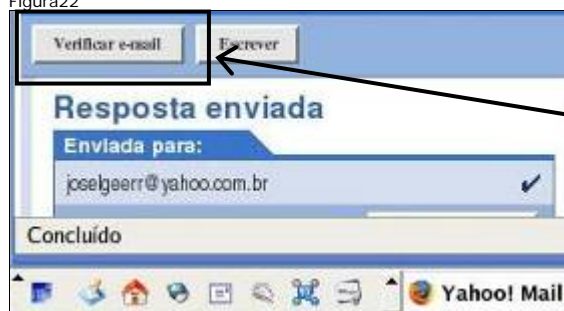 Figura22
Verificar e-mail Escrever
Resposta enviada
Enviada para:
joselgeerr@yahoo.com.br
Concluído
Yahoo! Mail